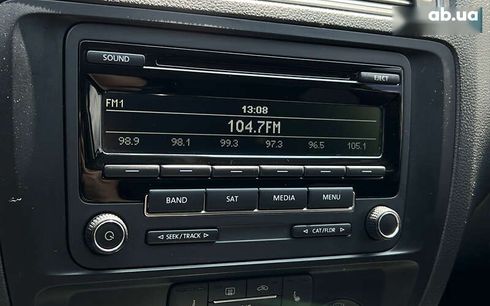 ab.ua
SOUND
EJECT
FM1 13:08
104.7FM
98.9 98.1 99.3 97.3 96.5 105.1
BAND SAT MEDIA MENU
◁ SEEK/TRACK ▷ ◁ CAT/FLDR ▷